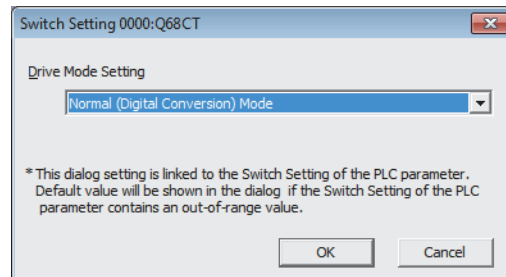 Switch Setting 0000:Q68CT
Drive Mode Setting
Normal (Digital Conversion) Mode
* This dialog setting is linked to the Switch Setting of the PLC parameter.
Default value will be shown in the dialog if the Switch Setting of the PLC
parameter contains an out-of-range value.
OK
Cancel